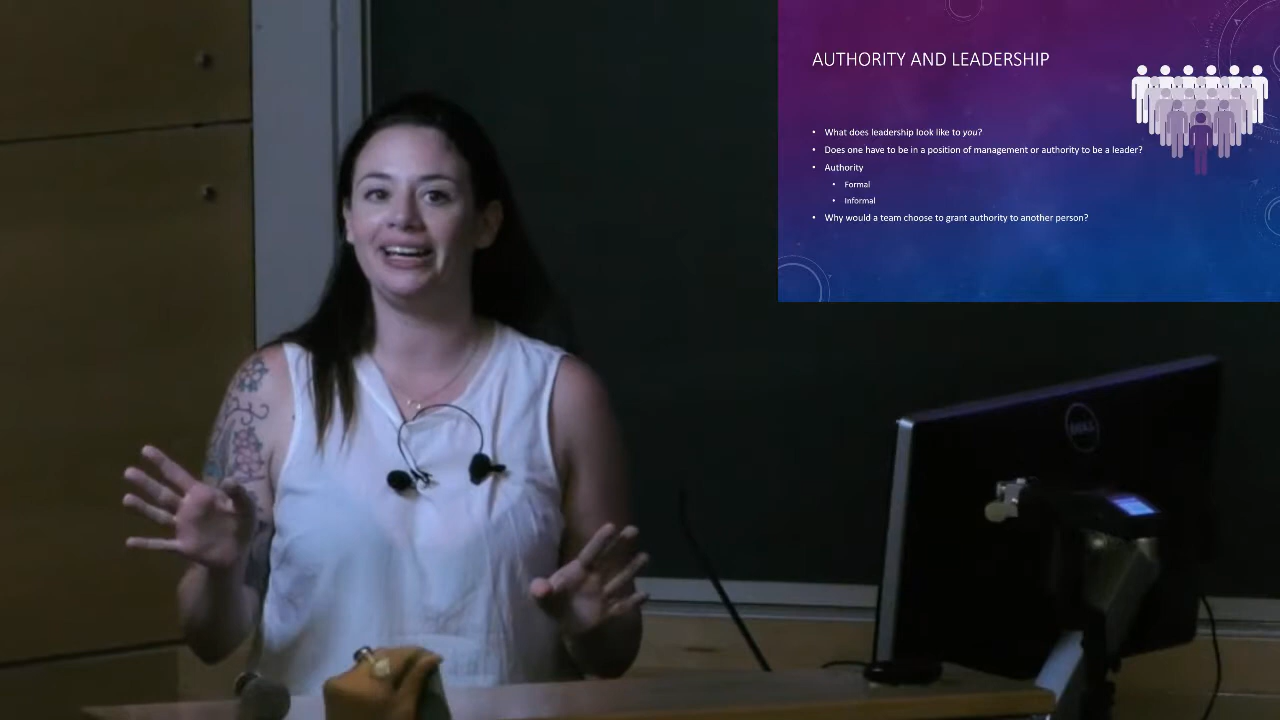 AUTHORITY AND LEADERSHIP
• What does leadership look like to you?
• Does one have to be in a position of management or authority to be a leader?
• Authority
• Formal
• Informal
• Why would a team choose to grant authority to another person?
DELL